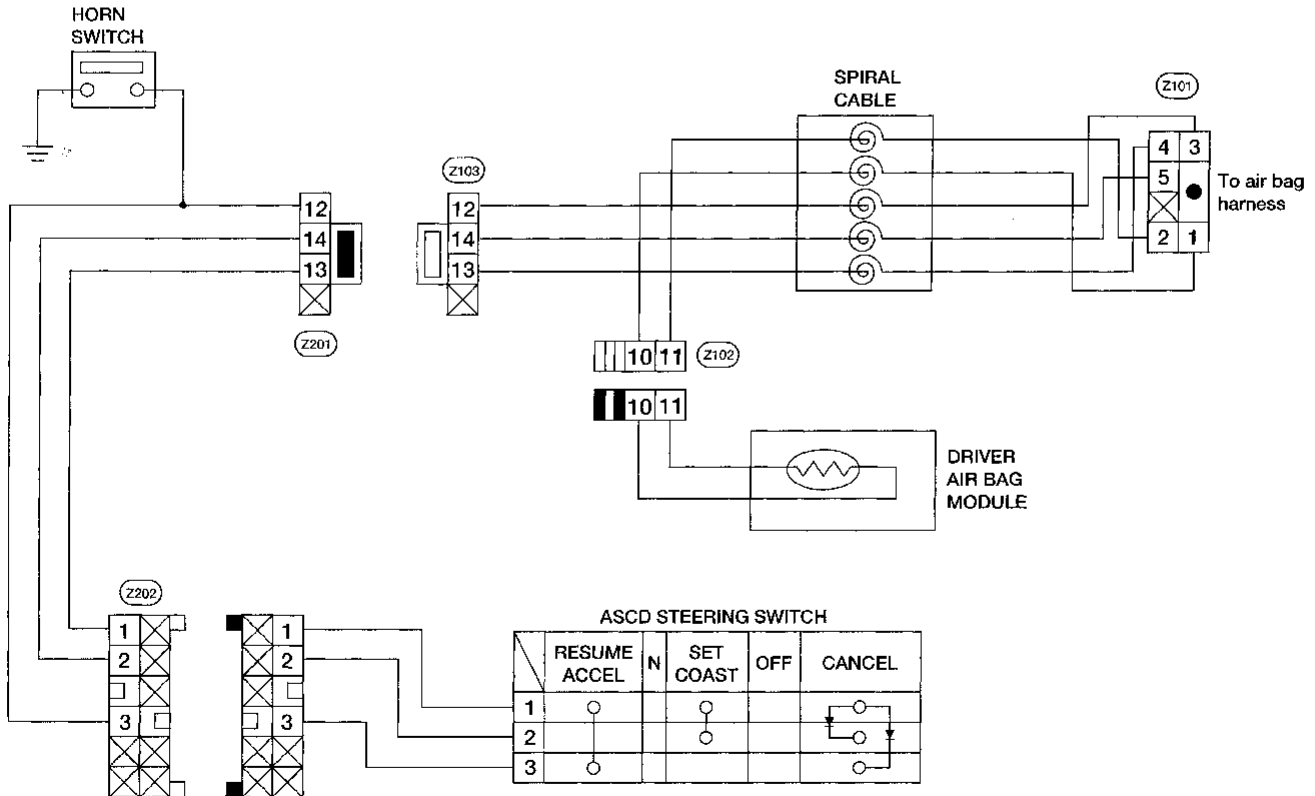 HORN
SWITCH
SPIRAL
CABLE
Z101
4 3
5
2 1
To air bag
harness
Z103
12
14
13
12
14
13
Z201
10 11
Z102
10 11
DRIVER
AIR BAG
MODULE
Z202
1
2
3
1
2
3
ASCD STEERING SWITCH
RESUME
ACCEL
N
SET
COAST
OFF
CANCEL
1
2
3